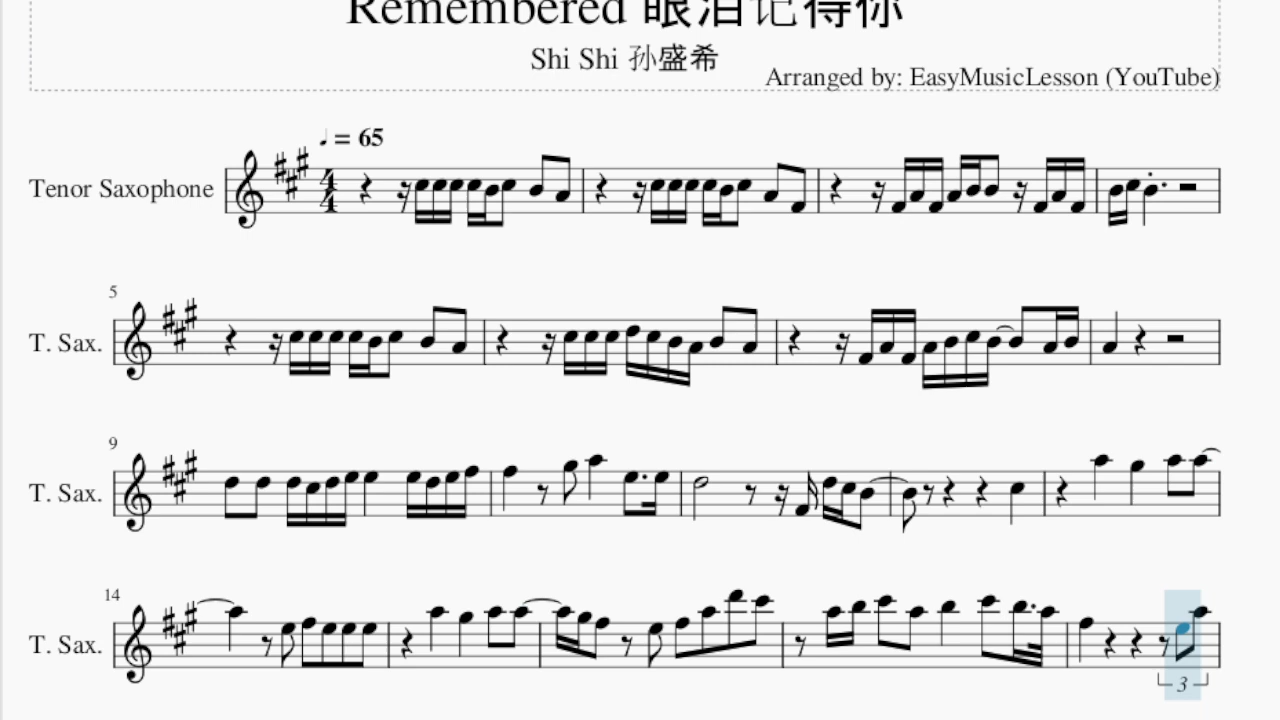 Remembered 眼泪记得你
Shi Shi 孙盛希
Arranged by: EasyMusicLesson (YouTube)
♩ = 65
Tenor Saxophone
4
4
5
T. Sax.
9
T. Sax.
14
T. Sax.
3